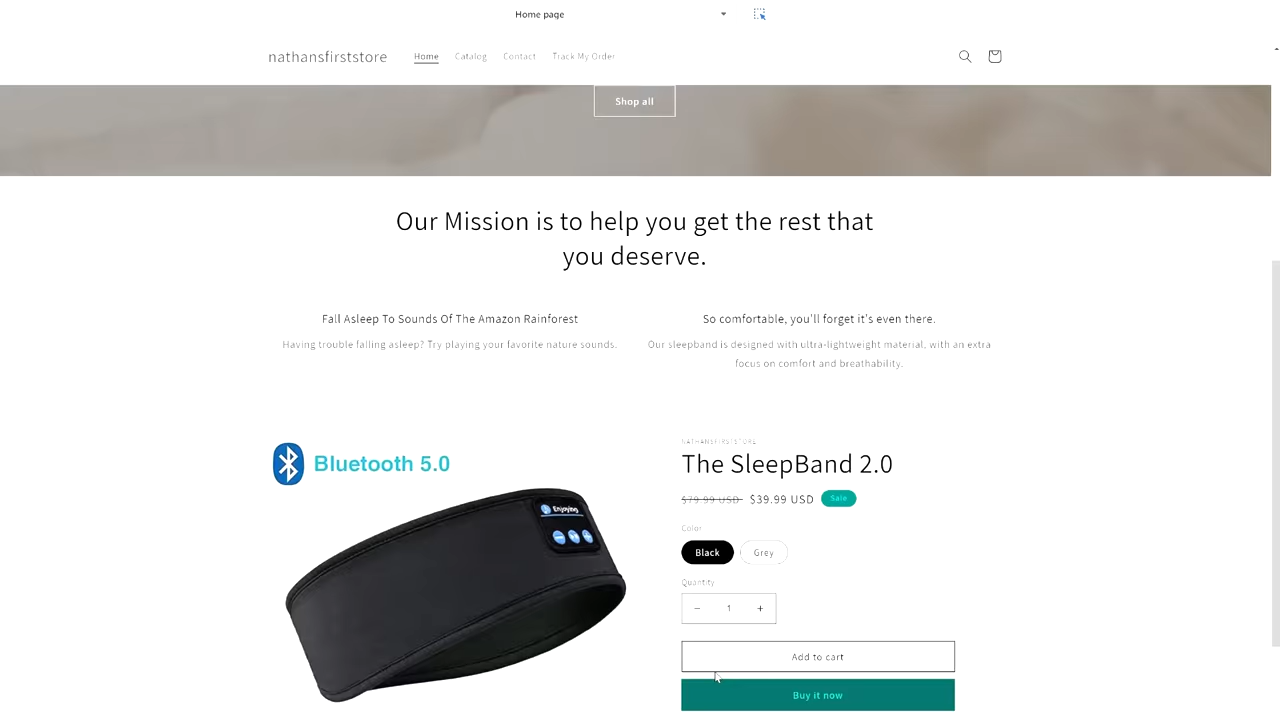 Home page
nathansfirststore
Home
Catalog
Contact
Track My Order
Shop all
Our Mission is to help you get the rest that
you deserve.
Fall Asleep To Sounds Of The Amazon Rainforest
Having trouble falling asleep? Try playing your favorite nature sounds.
So comfortable, you'll forget it's even there.
Our sleepband is designed with ultra-lightweight material, with an extra
focus on comfort and breathability.
Bluetooth 5.0
Enjoying
NATHANSFIRSTSTORE
The SleepBand 2.0
$79.99 USD $39.99 USD Sale
Color
Black
Grey
Quantity
− 1 +
Add to cart
Buy it now